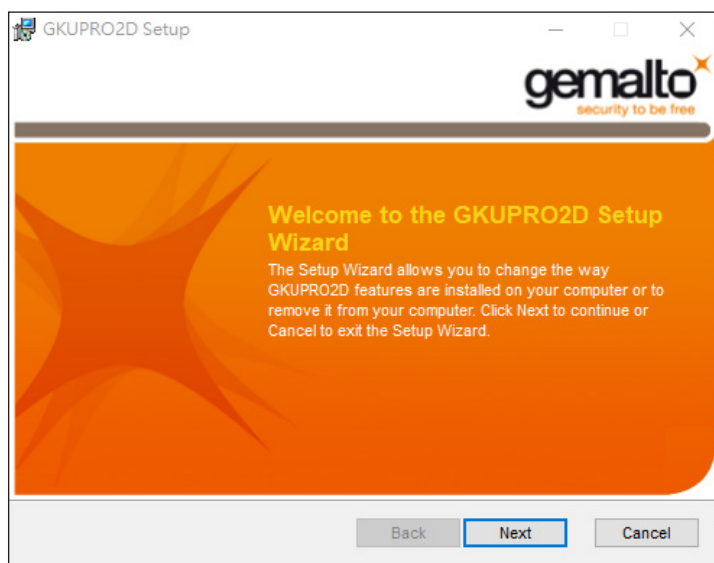 GKUPRO2D Setup
gemalto
security to be free
Welcome to the GKUPRO2D Setup
Wizard
The Setup Wizard allows you to change the way
GKUPRO2D features are installed on your computer or to
remove it from your computer. Click Next to continue or
Cancel to exit the Setup Wizard.
Back
Next
Cancel